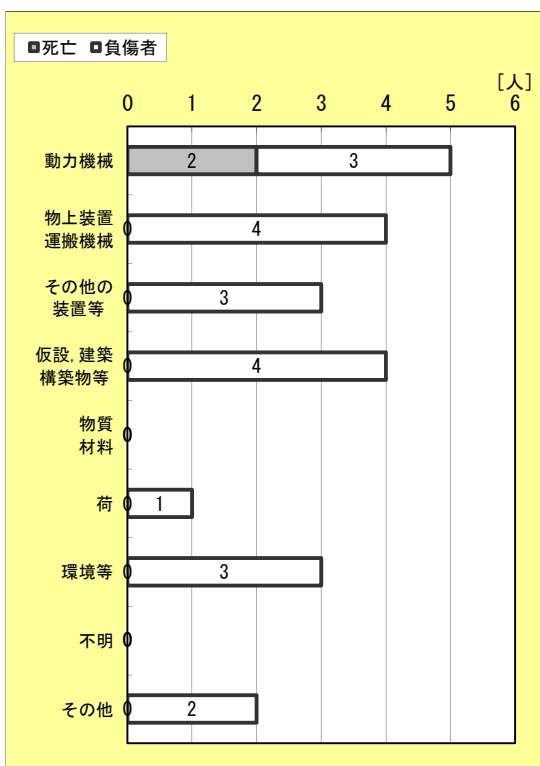 死亡 負傷者
[人]
0 1 2 3 4 5 6
動力機械 2 3
物上装置
運搬機械 0 4
その他の
装置等 0 3
仮設,建築
構築物等 0 4
物質
材料 0
荷 0 1
環境等 0 3
不明 0
その他 0 2